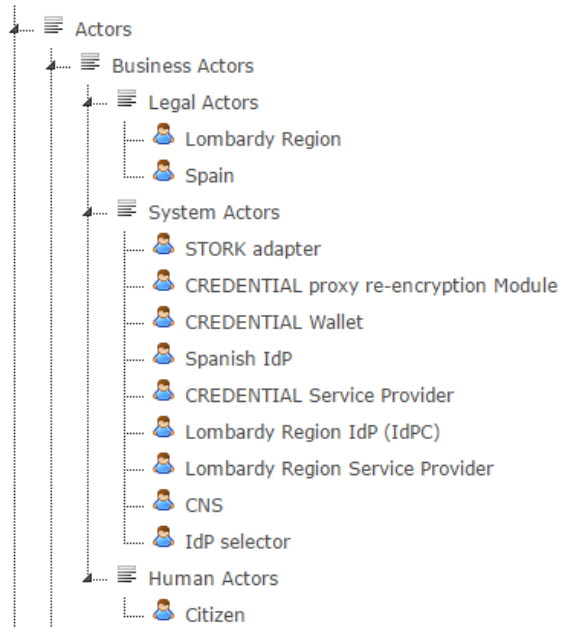 Actors
Business Actors
Legal Actors
Lombardy Region
Spain
System Actors
STORK adapter
CREDENTIAL proxy re-encryption Module
CREDENTIAL Wallet
Spanish IdP
CREDENTIAL Service Provider
Lombardy Region IdP (IdPC)
Lombardy Region Service Provider
CNS
IdP selector
Human Actors
Citizen